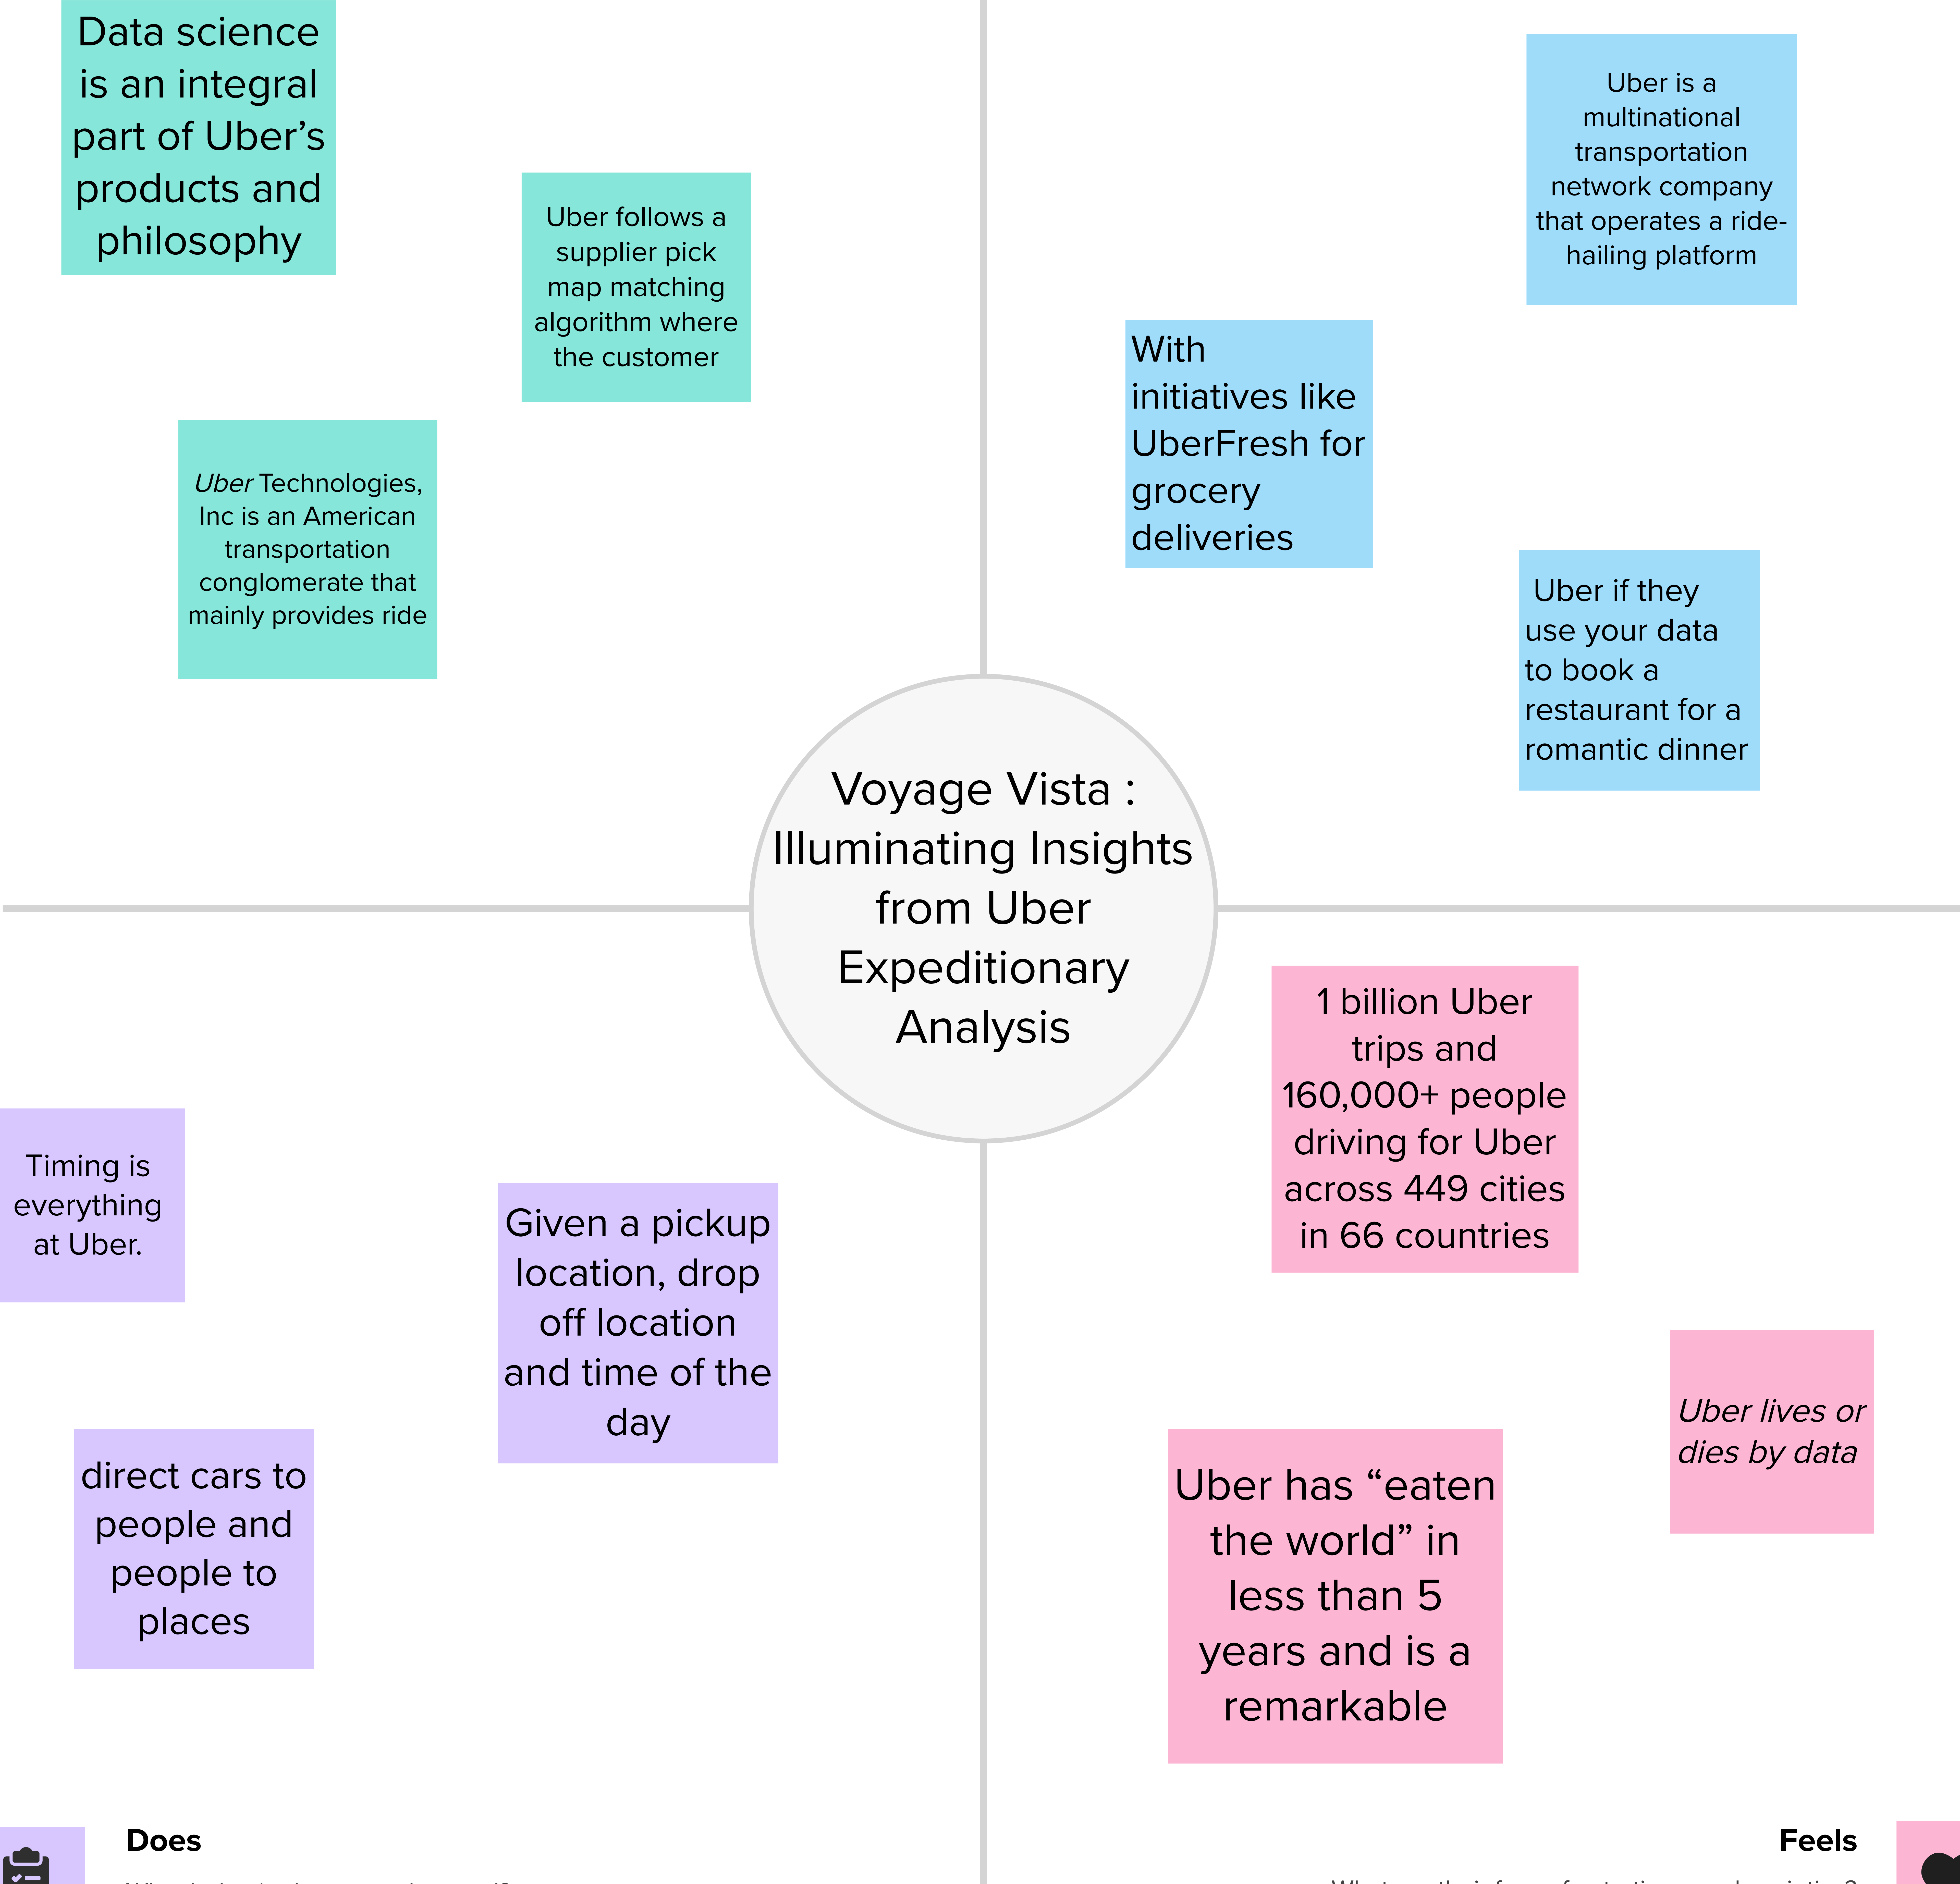 Data science
is an integral
part of Uber’s
products and
philosophy
Uber follows a
supplier pick
map matching
algorithm where
the customer
Uber Technologies,
Inc is an American
transportation
conglomerate that
mainly provides ride
Uber is a
multinational
transportation
network company
that operates a ride-
hailing platform
With
initiatives like
UberFresh for
grocery
deliveries
Uber if they
use your data
to book a
restaurant for a
romantic dinner
Voyage Vista :
Illuminating Insights
from Uber
Expeditionary
Analysis
Timing is
everything
at Uber.
Given a pickup
location, drop
off location
and time of the
day
direct cars to
people and
people to
places
1 billion Uber
trips and
160,000+ people
driving for Uber
across 449 cities
in 66 countries
Uber lives or
dies by data
Uber has “eaten
the world” in
less than 5
years and is a
remarkable
Does
Feels